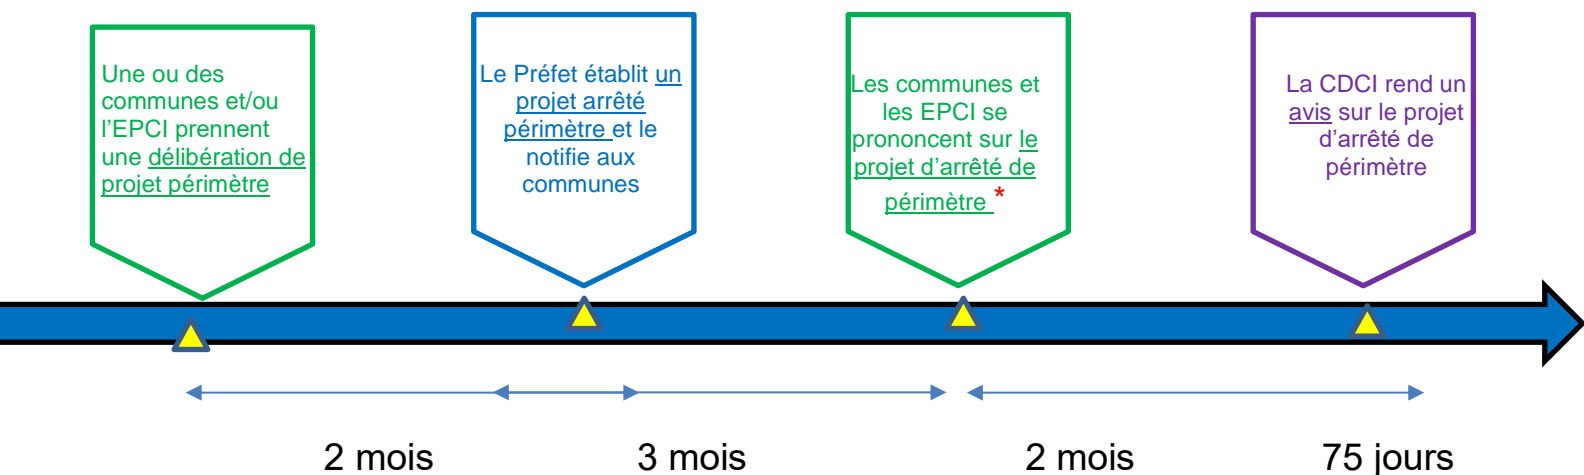 Une ou des
communes et/ou
l'EPCI prennent
une délibération de
projet périmètre
Le Préfet établit un
projet arrêté
périmètre et le
notifie aux
communes
Les communes et
les EPCI se
prononcent sur le
projet d'arrêté de
périmètre *
La CDCI rend un
avis sur le projet
d'arrêté de
périmètre
2 mois
3 mois
2 mois
75 jours